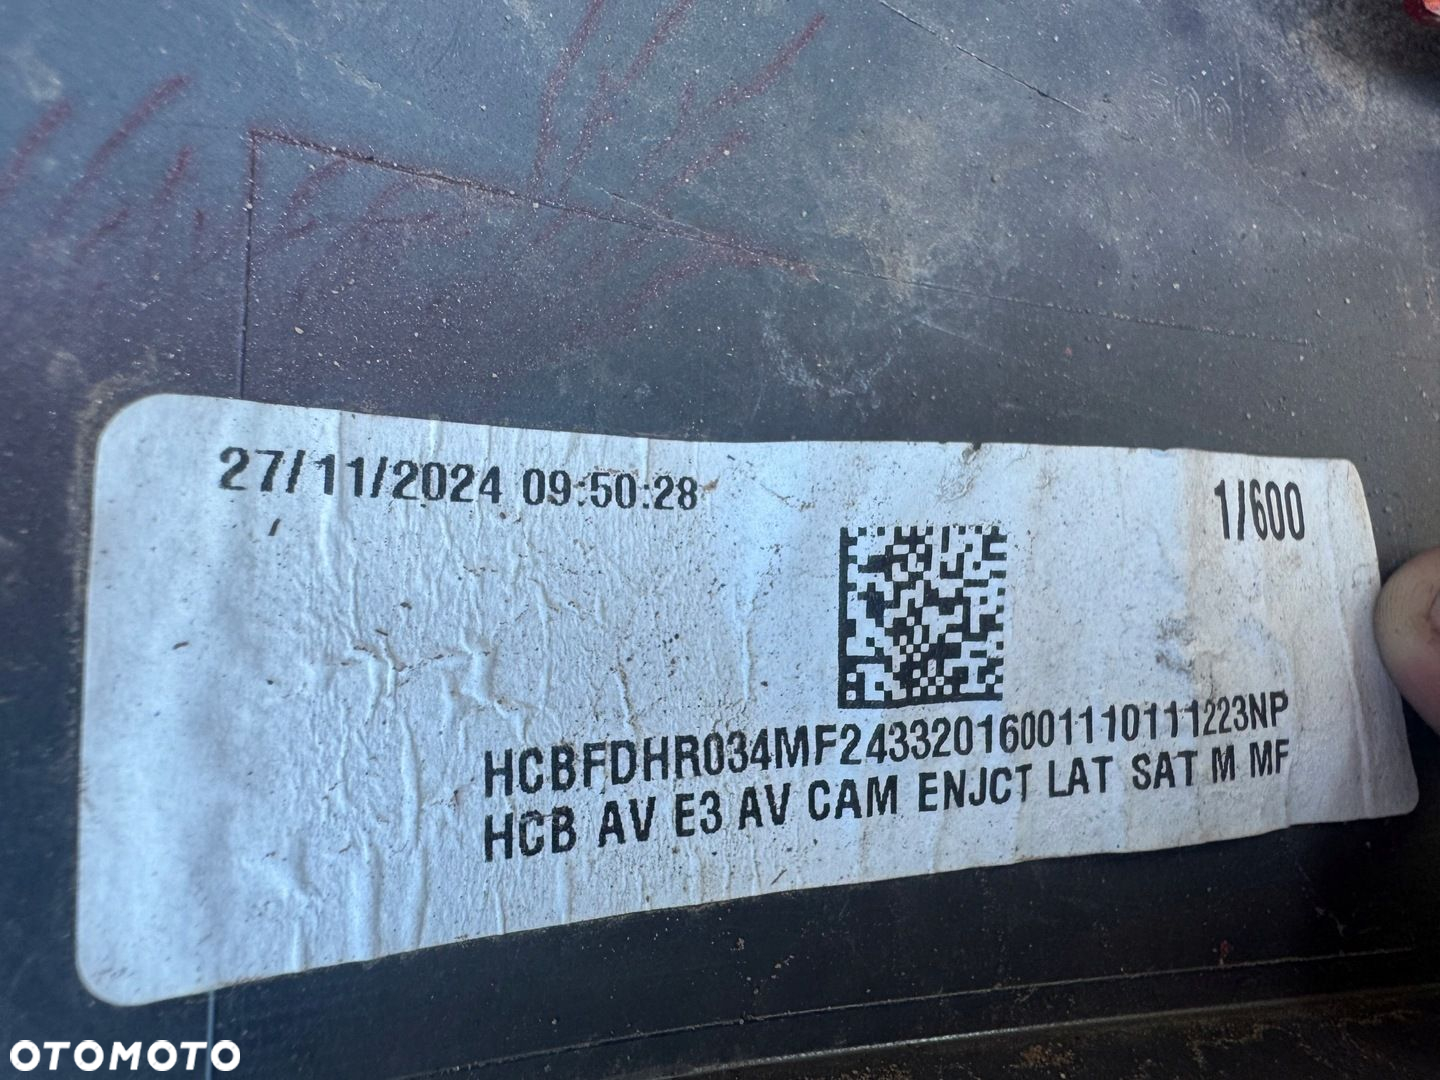 27/11/2024 09:50:28
1/600
HCBFDHR034MF24332016001110111223NP
HCB AV E3 AV CAM ENJCT LAT SAT M MF
OTOMOTO